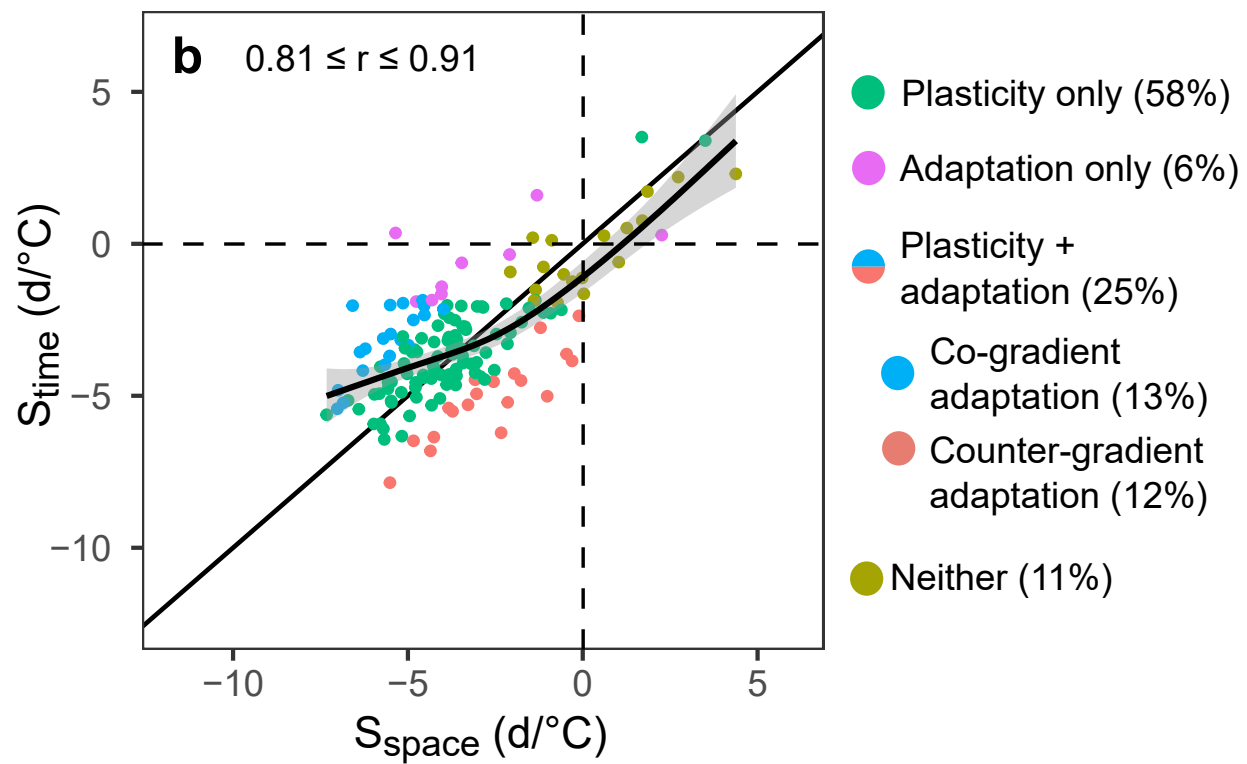 b 0.81 ≤ r ≤ 0.91
5
0
−5
−10
−10 −5 0 5
Stime (d/°C)
Sspace (d/°C)
Plasticity only (58%)
Adaptation only (6%)
Plasticity +
adaptation (25%)
Co-gradient
adaptation (13%)
Counter-gradient
adaptation (12%)
Neither (11%)